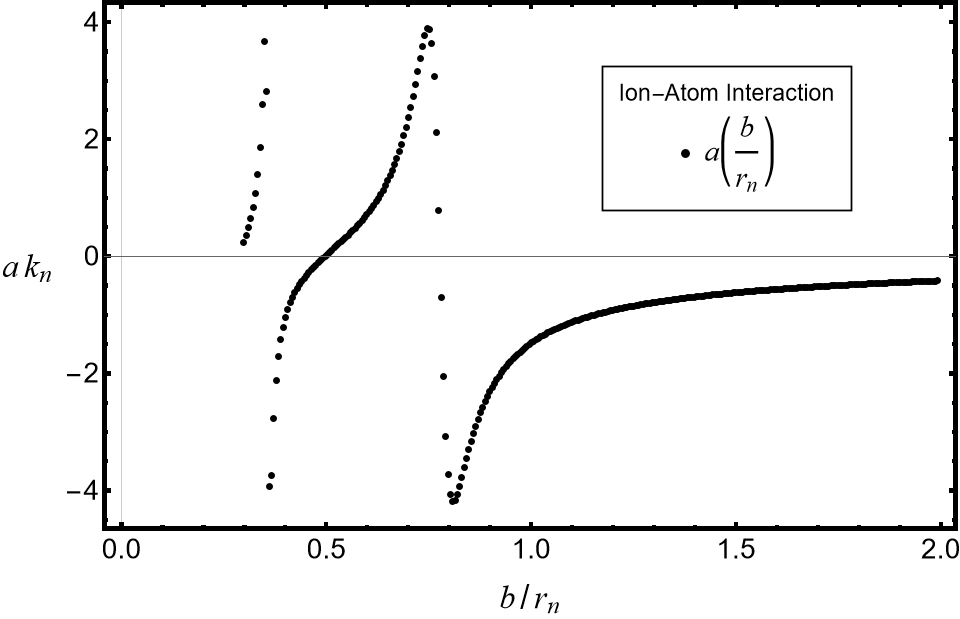 4
2
0
−2
−4
a k_n
Ion−Atom Interaction
a(b/r_n)
0.0 0.5 1.0 1.5 2.0
b / r_n